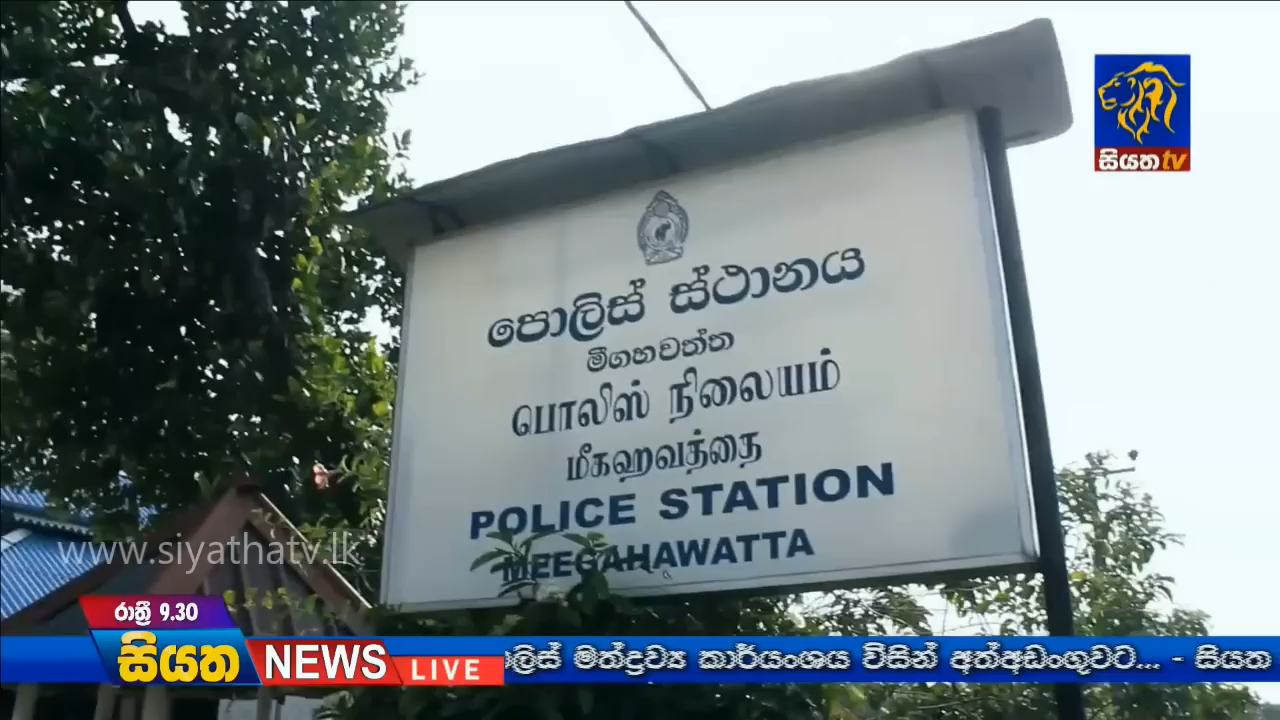 සියත tv
පොලිස් ස්ථානය
මීගහවත්ත
பொலிஸ் நிலையம்
மீகஹவத்தை
POLICE STATION
MEEGAHAWATTA
www.siyathatv.lk
රාත්‍රී 9.30
සියත NEWS LIVE
ාලිස් මත්ද්‍රව්‍ය කාර්යංශය විසින් අත්අඩංගුවට... - සියත